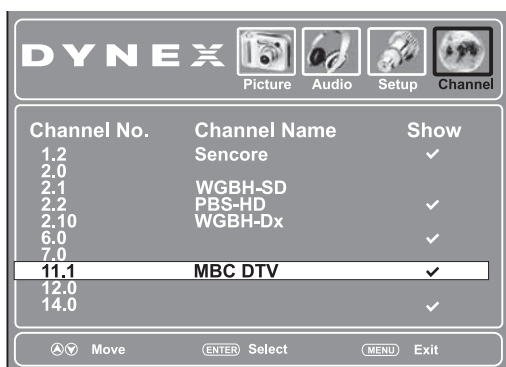 DYNEX
Picture Audio Setup Channel
Channel No. Channel Name Show
1.2 Sencore ✓
2.0
2.1 WGBH-SD
2.2 PBS-HD ✓
2.10 WGBH-Dx
6.0 ✓
7.0
11.1 MBC DTV ✓
12.0
14.0 ✓
Move ENTER Select MENU Exit